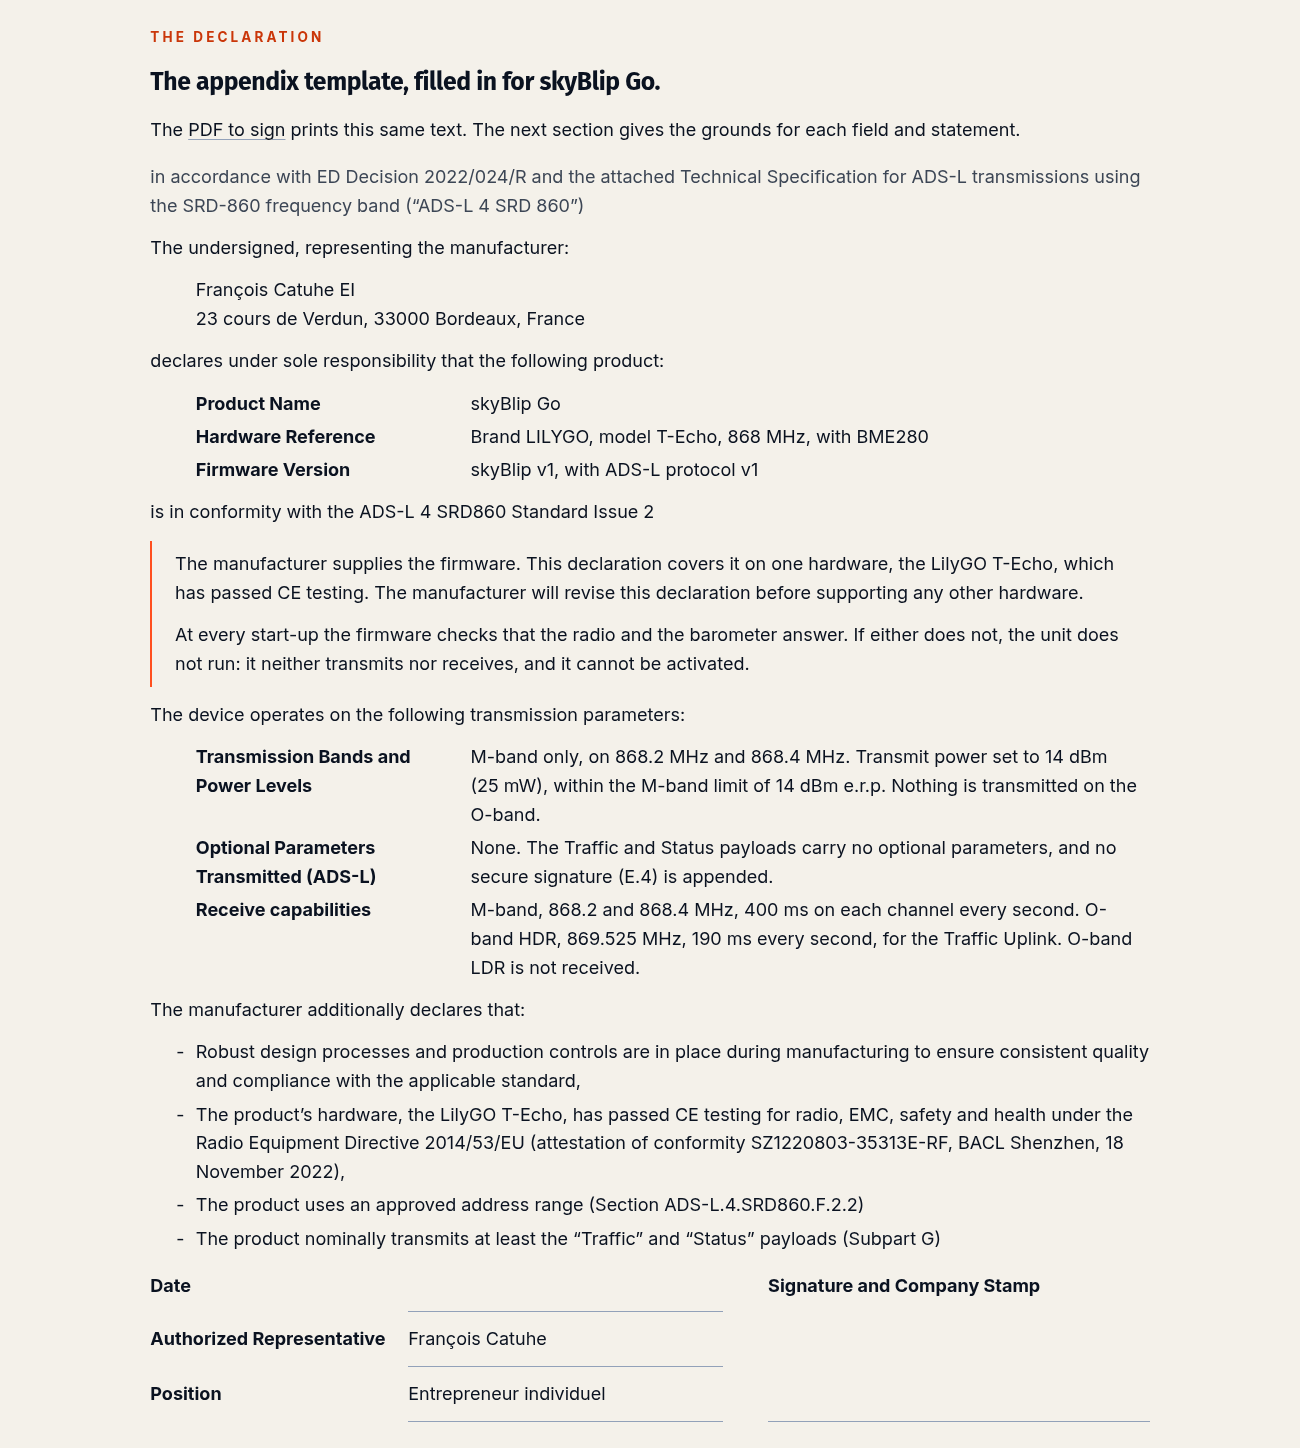 THE DECLARATION
The appendix template, filled in for skyBlip Go.
The PDF to sign prints this same text. The next section gives the grounds for each field and statement.
in accordance with ED Decision 2022/024/R and the attached Technical Specification for ADS-L transmissions using
the SRD-860 frequency band (“ADS-L 4 SRD 860”)
The undersigned, representing the manufacturer:
François Catuhe EI
23 cours de Verdun, 33000 Bordeaux, France
declares under sole responsibility that the following product:
Product Name skyBlip Go
Hardware Reference Brand LILYGO, model T-Echo, 868 MHz, with BME280
Firmware Version skyBlip v1, with ADS-L protocol v1
is in conformity with the ADS-L 4 SRD860 Standard Issue 2
The manufacturer supplies the firmware. This declaration covers it on one hardware, the LilyGO T-Echo, which
has passed CE testing. The manufacturer will revise this declaration before supporting any other hardware.
At every start-up the firmware checks that the radio and the barometer answer. If either does not, the unit does
not run: it neither transmits nor receives, and it cannot be activated.
The device operates on the following transmission parameters:
Transmission Bands and
Power Levels
M-band only, on 868.2 MHz and 868.4 MHz. Transmit power set to 14 dBm
(25 mW), within the M-band limit of 14 dBm e.r.p. Nothing is transmitted on the
O-band.
Optional Parameters
Transmitted (ADS-L)
None. The Traffic and Status payloads carry no optional parameters, and no
secure signature (E.4) is appended.
Receive capabilities
M-band, 868.2 and 868.4 MHz, 400 ms on each channel every second. O-
band HDR, 869.525 MHz, 190 ms every second, for the Traffic Uplink. O-band
LDR is not received.
The manufacturer additionally declares that:
- Robust design processes and production controls are in place during manufacturing to ensure consistent quality
and compliance with the applicable standard,
- The product’s hardware, the LilyGO T-Echo, has passed CE testing for radio, EMC, safety and health under the
Radio Equipment Directive 2014/53/EU (attestation of conformity SZ1220803-35313E-RF, BACL Shenzhen, 18
November 2022),
- The product uses an approved address range (Section ADS-L.4.SRD860.F.2.2)
- The product nominally transmits at least the “Traffic” and “Status” payloads (Subpart G)
Date
Authorized Representative François Catuhe
Position Entrepreneur individuel
Signature and Company Stamp